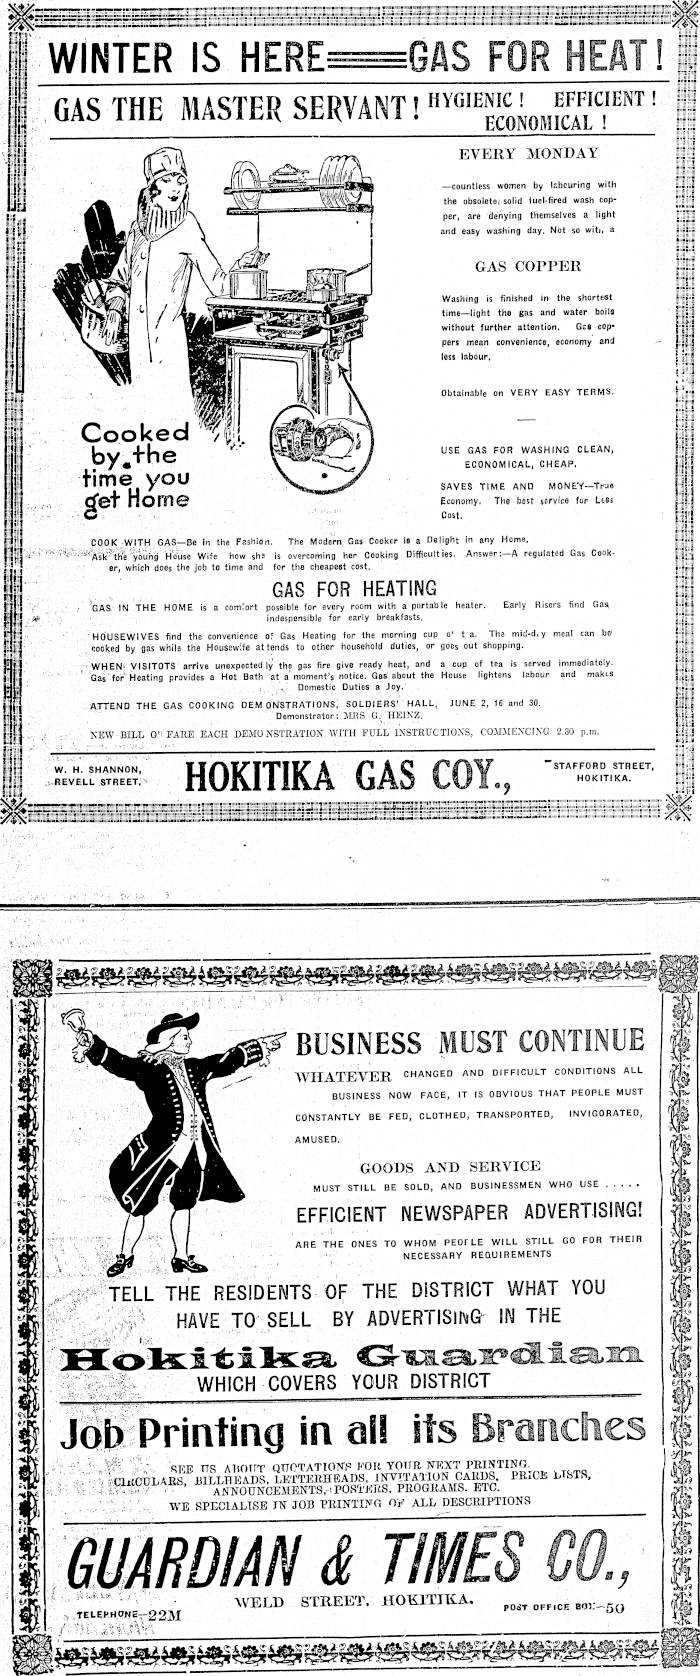 WINTER IS HERE GAS FOR HEAT!
GAS THE MASTER SERVANT! HYGIENIC! EFFICIENT!
ECONOMICAL!
Cooked
by the
time you
get Home
EVERY MONDAY
—countless women by labouring with
the obsolete solid fuel-fired wash cop-
per, are denying themselves a light
and easy washing day. Not so with a
GAS COPPER
Washing is finished in the shortest
time—light the gas and water boils
without further attention. Gas cop-
pers mean convenience, economy and
less labour.
Obtainable on VERY EASY TERMS.
USE GAS FOR WASHING CLEAN,
ECONOMICAL, CHEAP.
SAVES TIME AND MONEY—True
Economy. The best service for Less
Cost.
COOK WITH GAS—Be in the Fashion. The Modern Gas Cooker is a Delight in any Home.
Ask the young House Wife how she is overcoming her Cooking Difficulties. Answer:—A regulated Gas Cook-
er, which does the job to time and for the cheapest cost.
GAS FOR HEATING
GAS IN THE HOME is a comfort possible for every room with a portable heater. Early Risers find Gas
indespensible for early breakfasts.
HOUSEWIVES find the convenience of Gas Heating for the morning cup o' tea. The mid-day meal can be
cooked by gas while the Housewife attends to other household duties, or goes out shopping.
WHEN VISITOTS arrive unexpectedly the gas fire give ready heat, and a cup of tea is served immediately.
Gas for Heating provides a Hot Bath at a moment's notice. Gas about the House lightens labour and makes
Domestic Duties a Joy.
ATTEND THE GAS COOKING DEMONSTRATIONS, SOLDIERS' HALL, JUNE 2, 16 and 30.
Demonstrator: MRS G. HEINZ.
NEW BILL O' FARE EACH DEMONSTRATION WITH FULL INSTRUCTIONS, COMMENCING 2.30 p.m.
W. H. SHANNON,
REVELL STREET.
HOKITIKA GAS COY.,
STAFFORD STREET,
HOKITIKA.
BUSINESS MUST CONTINUE
WHATEVER CHANGED AND DIFFICULT CONDITIONS ALL
BUSINESS NOW FACE, IT IS OBVIOUS THAT PEOPLE MUST
CONSTANTLY BE FED, CLOTHED, TRANSPORTED, INVIGORATED,
AMUSED.
GOODS AND SERVICE
MUST STILL BE SOLD, AND BUSINESSMEN WHO USE .....
EFFICIENT NEWSPAPER ADVERTISING!
ARE THE ONES TO WHOM PEOPLE WILL STILL GO FOR THEIR
NECESSARY REQUIREMENTS
TELL THE RESIDENTS OF THE DISTRICT WHAT YOU
HAVE TO SELL BY ADVERTISING IN THE
Hokitika Guardian
WHICH COVERS YOUR DISTRICT
Job Printing in all its Branches
SEE US ABOUT QUOTATIONS FOR YOUR NEXT PRINTING.
CIRCULARS, BILLHEADS, LETTERHEADS, INVITATION CARDS, PRICE LISTS,
ANNOUNCEMENTS, POSTERS, PROGRAMS, ETC.
WE SPECIALISE IN JOB PRINTING OF ALL DESCRIPTIONS
GUARDIAN & TIMES CO.,
WELD STREET, HOKITIKA.
TELEPHONE—22M
POST OFFICE BOX—50